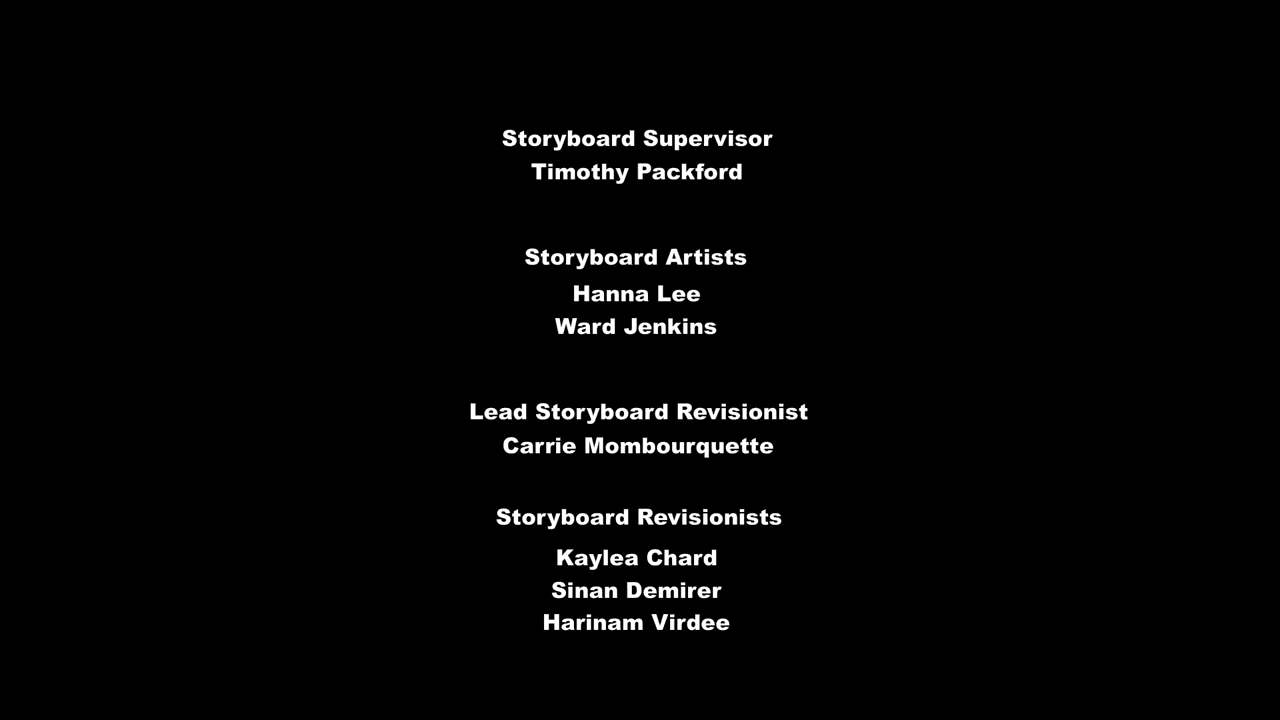 Storyboard Supervisor
Timothy Packford
Storyboard Artists
Hanna Lee
Ward Jenkins
Lead Storyboard Revisionist
Carrie Mombourquette
Storyboard Revisionists
Kaylea Chard
Sinan Demirer
Harinam Virdee